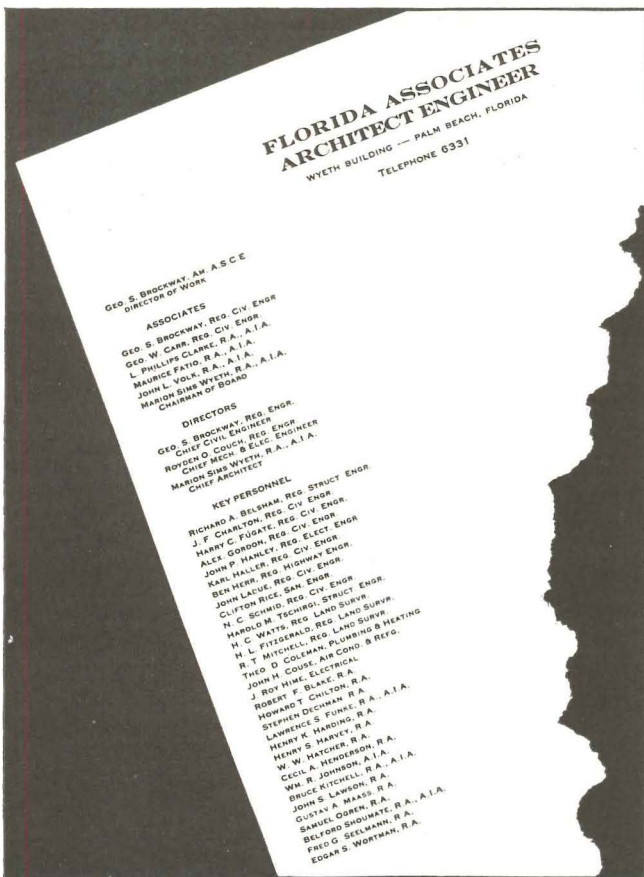 FLORIDA ASSOCIATES
ARCHITECT ENGINEER
WYETH BUILDING — PALM BEACH, FLORIDA
TELEPHONE 6331
GEO. S. BROCKWAY, AM. A.S.C.E
DIRECTOR OF WORK
ASSOCIATES
GEO. S. BROCKWAY, REG. CIV. ENGR
GEO. W. CARR, REG. CIV. ENGR.
L. PHILLIPS CLARKE, R.A., A.I.A.
MAURICE FATIO, R.A., A.I.A.
JOHN L. VOLK, R.A., A.I.A.
MARION SIMS WYETH, R.A., A.I.A.
CHAIRMAN OF BOARD
DIRECTORS
GEO. S. BROCKWAY, REG. ENGR.
CHIEF CIVIL ENGINEER
ROYDEN O. COUCH, REG. ENGR
CHIEF MECH. & ELEC. ENGINEER
MARION SIMS WYETH, R.A., A.I.A.
CHIEF ARCHITECT
KEY PERSONNEL
RICHARD A. BELSHAM, REG. STRUCT ENGR
J. F. CHARLTON, REG. CIV. ENGR.
HARRY C. FUGATE, REG. CIV. ENGR.
ALEX. GORDON, REG. CIV. ENGR
JOHN P. HANLEY, REG. ELECT. ENGR
KARL HALLER, REG. CIV. ENGR.
BEN HERR, REG. HIGHWAY ENGR.
JOHN LADUE, REG. CIV. ENGR.
CLIFTON RICE, SAN. ENGR.
N. C. SCHMID, REG. CIV. ENGR
HAROLD M. TSCHIRGI, STRUCT ENGR.
H. C. WATTS, REG. LAND SURVR.
H. L. FITZGERALD, REG. LAND SURVR.
R. T. MITCHELL, REG. LAND SURVR.
THEO. D. COLEMAN, PLUMBING & HEATING
JOHN H. COUSE, AIR COND. & REFG.
J. ROY HIME, ELECTRICAL
ROBERT F. BLAKE, R.A.
HOWARD T. CHILTON, R.A.
STEPHEN DECHMAN, R.A.
LAWRENCE S. FUNKE, R.A., A.I.A.
HENRY K. HARDING, R.A.
HENRY S. HARVEY, R.A.
W. W. HATCHER, R.A.
CECIL A. HENDERSON, R.A.
WM. R. JOHNSON, A.I.A.
BRUCE KITCHELL, R.A., A.I.A.
JOHN S. LAWSON, R.A.
GUSTAV A. MAASS, R.A.
SAMUEL OGREN, R.A.
BELFORD SHOUMATE, R.A., A.I.A.
FRED G. SEELMANN, R.A.
EDGAR S. WORTMAN, R.A.